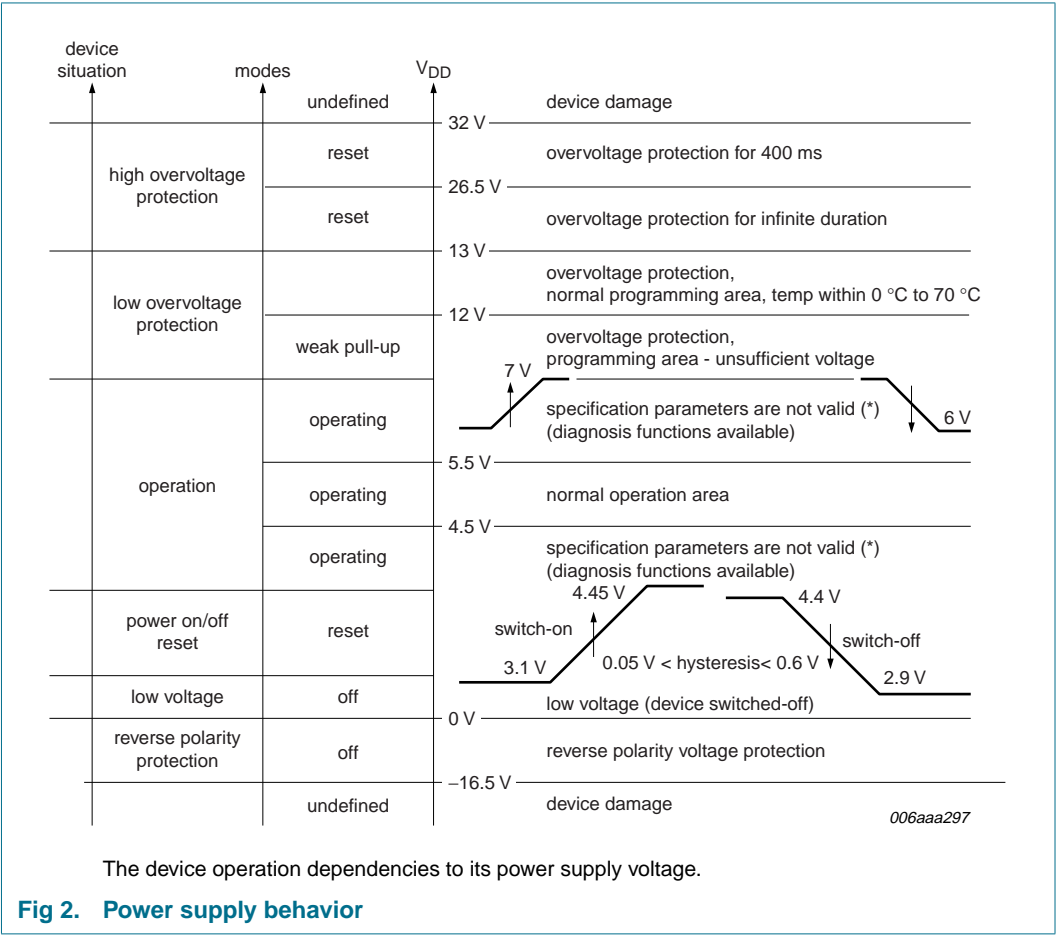 device
situation
modes
VDD
undefined
device damage
32 V
high overvoltage
protection
reset
overvoltage protection for 400 ms
26.5 V
reset
overvoltage protection for infinite duration
13 V
low overvoltage
protection
overvoltage protection,
normal programming area, temp within 0 °C to 70 °C
12 V
weak pull-up
overvoltage protection,
programming area - unsufficient voltage
7 V
operation
operating
specification parameters are not valid (*)
(diagnosis functions available)
6 V
5.5 V
operating
normal operation area
4.5 V
operating
specification parameters are not valid (*)
(diagnosis functions available)
4.45 V
4.4 V
power on/off
reset
reset
switch-on
switch-off
3.1 V
0.05 V < hysteresis< 0.6 V
2.9 V
low voltage
off
low voltage (device switched-off)
0 V
reverse polarity
protection
off
reverse polarity voltage protection
−16.5 V
undefined
device damage
006aaa297
The device operation dependencies to its power supply voltage.
Fig 2. Power supply behavior